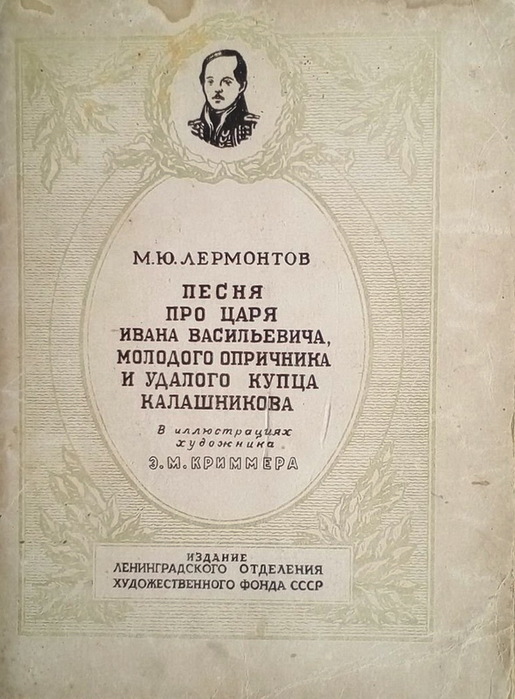 М.Ю. ЛЕРМОНТОВ
ПЕСНЯ
ПРО ЦАРЯ
ИВАНА ВАСИЛЬЕВИЧА,
МОЛОДОГО ОПРИЧНИКА
И УДАЛОГО КУПЦА
КАЛАШНИКОВА
В иллюстрациях
художника
Э.М. КРИММЕРА
ИЗДАНИЕ
ЛЕНИНГРАДСКОГО ОТДЕЛЕНИЯ
ХУДОЖЕСТВЕННОГО ФОНДА СССР